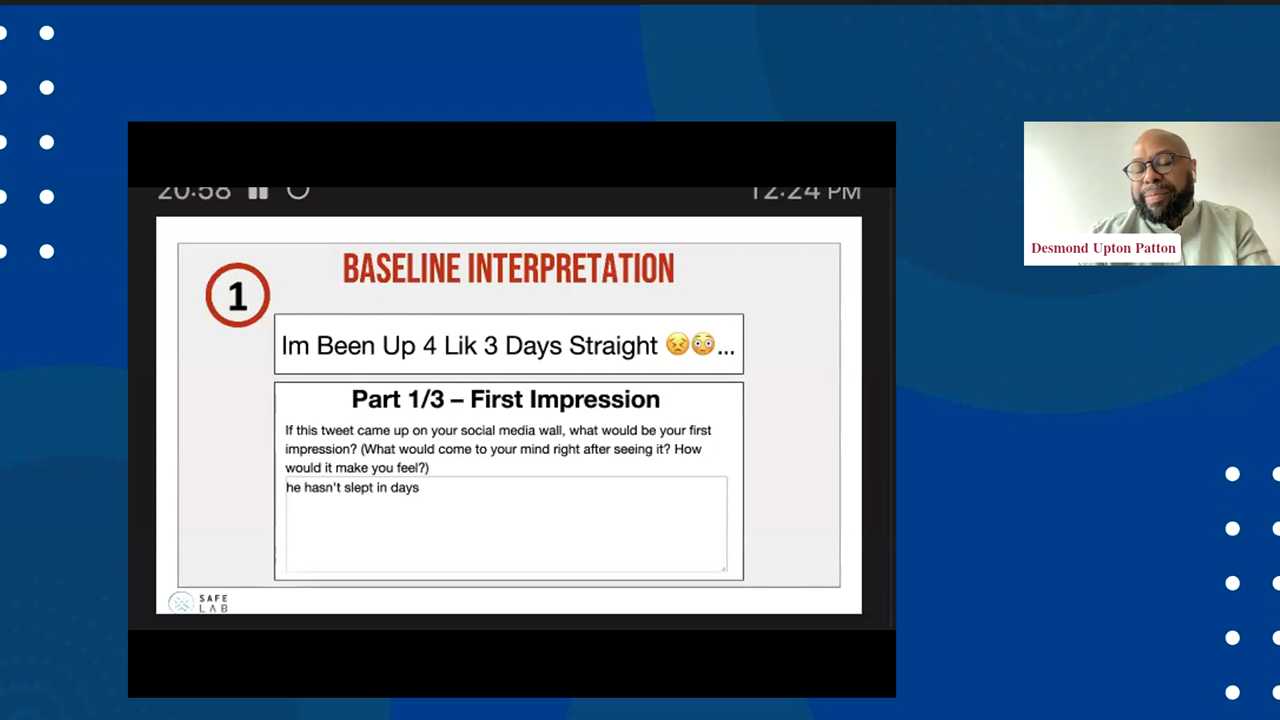 20:58
12:24 PM
BASELINE INTERPRETATION
1
Im Been Up 4 Lik 3 Days Straight 😣😳...
Part 1/3 – First Impression
If this tweet came up on your social media wall, what would be your first
impression? (What would come to your mind right after seeing it? How
would it make you feel?)
he hasn't slept in days
SAFE
LAB
Desmond Upton Patton